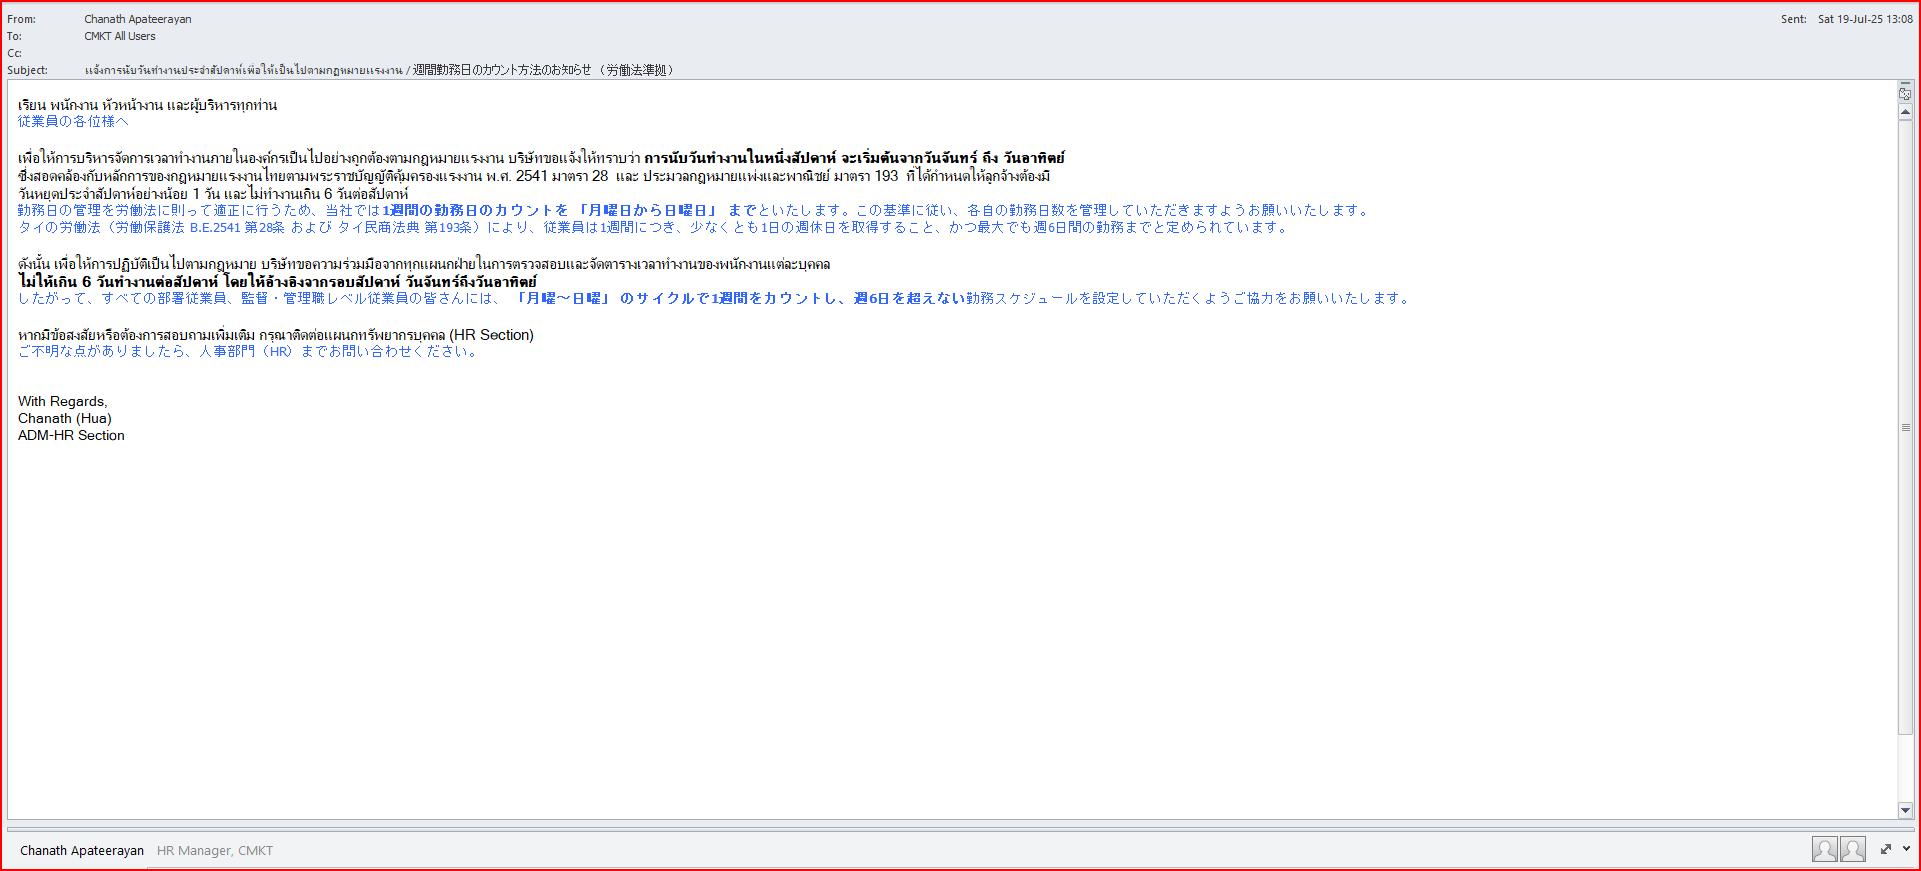 From: Chanath Apateerayan Sent: Sat 19-Jul-25 13:08
To: CMKT All Users
Cc:
Subject: แจ้งการนับวันทำงานประจำสัปดาห์เพื่อให้เป็นไปตามกฎหมายแรงงาน / 週間勤務日のカウント方法のお知らせ （労働法準拠）
เรียน พนักงาน หัวหน้างาน และผู้บริหารทุกท่าน
従業員の各位様へ
เพื่อให้การบริหารจัดการเวลาทำงานภายในองค์กรเป็นไปอย่างถูกต้องตามกฎหมายแรงงาน บริษัทขอแจ้งให้ทราบว่า การนับวันทำงานในหนึ่งสัปดาห์ จะเริ่มต้นจากวันจันทร์ ถึง วันอาทิตย์
ซึ่งสอดคล้องกับหลักการของกฎหมายแรงงานไทยตามพระราชบัญญัติคุ้มครองแรงงาน พ.ศ. 2541 มาตรา 28 และ ประมวลกฎหมายแพ่งและพาณิชย์ มาตรา 193 ที่ได้กำหนดให้ลูกจ้างต้องมี
วันหยุดประจำสัปดาห์อย่างน้อย 1 วัน และไม่ทำงานเกิน 6 วันต่อสัปดาห์
勤務日の管理を労働法に則って適正に行うため、当社では1週間の勤務日のカウントを 「月曜日から日曜日」 までといたします。この基準に従い、各自の勤務日数を管理していただきますようお願いいたします。
タイの労働法（労働保護法 B.E.2541 第28条 および タイ民商法典 第193条）により、従業員は1週間につき、少なくとも1日の週休日を取得すること、かつ最大でも週6日間の勤務までと定められています。
ดังนั้น เพื่อให้การปฏิบัติเป็นไปตามกฎหมาย บริษัทขอความร่วมมือจากทุกแผนกฝ่ายในการตรวจสอบและจัดตารางเวลาทำงานของพนักงานแต่ละบุคคล
ไม่ให้เกิน 6 วันทำงานต่อสัปดาห์ โดยให้อ้างอิงจากรอบสัปดาห์ วันจันทร์ถึงวันอาทิตย์
したがって、すべての部署従業員、監督・管理職レベル従業員の皆さんには、 「月曜～日曜」 のサイクルで1週間をカウントし、週6日を超えない勤務スケジュールを設定していただくようご協力をお願いいたします。
หากมีข้อสงสัยหรือต้องการสอบถามเพิ่มเติม กรุณาติดต่อแผนกทรัพยากรบุคคล (HR Section)
ご不明な点がありましたら、人事部門（HR）までお問い合わせください。
With Regards,
Chanath (Hua)
ADM-HR Section
Chanath Apateerayan HR Manager, CMKT